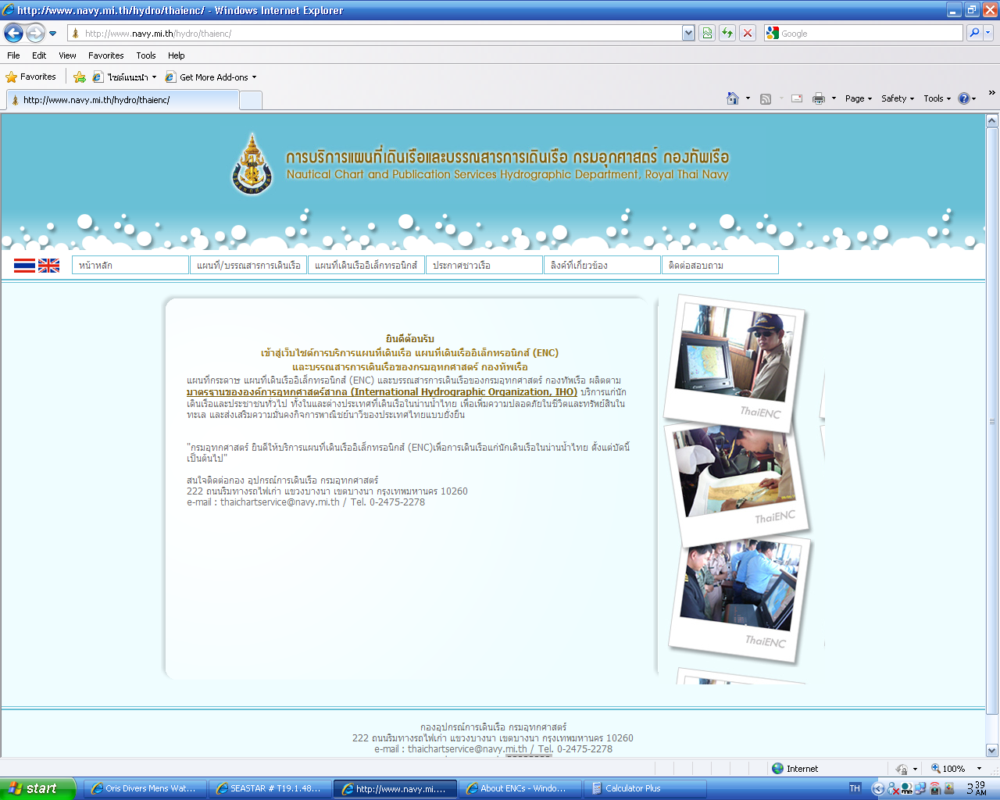 http://www.navy.mi.th/hydro/thaienc/ - Windows Internet Explorer
http://www.navy.mi.th/hydro/thaienc/
Google
File Edit View Favorites Tools Help
Favorites ไซต์แนะนำ Get More Add-ons
http://www.navy.mi.th/hydro/thaienc/
Page Safety Tools
การบริการแผนที่เดินเรือและบรรณสารการเดินเรือ กรมอุทกศาสตร์ กองทัพเรือ
Nautical Chart and Publication Services Hydrographic Department, Royal Thai Navy
หน้าหลัก แผนที่/บรรณสารการเดินเรือ แผนที่เดินเรืออิเล็กทรอนิกส์ ประกาศชาวเรือ ลิงค์ที่เกี่ยวข้อง ติดต่อสอบถาม
ยินดีต้อนรับ
เข้าสู่เว็บไซต์การบริการแผนที่เดินเรือ แผนที่เดินเรืออิเล็กทรอนิกส์ (ENC)
และบรรณสารการเดินเรือของกรมอุทกศาสตร์ กองทัพเรือ
แผนที่กระดาษ แผนที่เดินเรืออิเล็กทรอนิกส์ (ENC) และบรรณสารการเดินเรือของกรมอุทกศาสตร์ กองทัพเรือ ผลิตตาม
มาตรฐานขององค์การอุทกศาสตร์สากล (International Hydrographic Organization, IHO) บริการแก่นัก
เดินเรือและประชาชนทั่วไป ทั้งในและต่างประเทศที่เดินเรือในน่านน้ำไทย เพื่อเพิ่มความปลอดภัยในชีวิตและทรัพย์สินใน
ทะเล และส่งเสริมความมั่นคงกิจการพาณิชย์นาวีของประเทศไทยแบบยั่งยืน
"กรมอุทกศาสตร์ ยินดีให้บริการแผนที่เดินเรืออิเล็กทรอนิกส์ (ENC)เพื่อการเดินเรือแก่นักเดินเรือในน่านน้ำไทย ตั้งแต่บัดนี้
เป็นต้นไป"
สนใจติดต่อกอง อุปกรณ์การเดินเรือ กรมอุทกศาสตร์
222 ถนนริมทางรถไฟเก่า แขวงบางนา เขตบางนา กรุงเทพมหานคร 10260
e-mail : thaichartservice@navy.mi.th / Tel. 0-2475-2278
ThaiENC
ThaiENC
ThaiENC
กองอุปกรณ์การเดินเรือ กรมอุทกศาสตร์
222 ถนนริมทางรถไฟเก่า แขวงบางนา เขตบางนา กรุงเทพมหานคร 10260
e-mail : thaichartservice@navy.mi.th / Tel. 0-2475-2278
Internet 100%
start Oris Divers Mens Wat... SEASTAR # T19.1.48... http://www.navy.mi.... About ENCs - Windo... Calculator Plus TH 3 39 AM